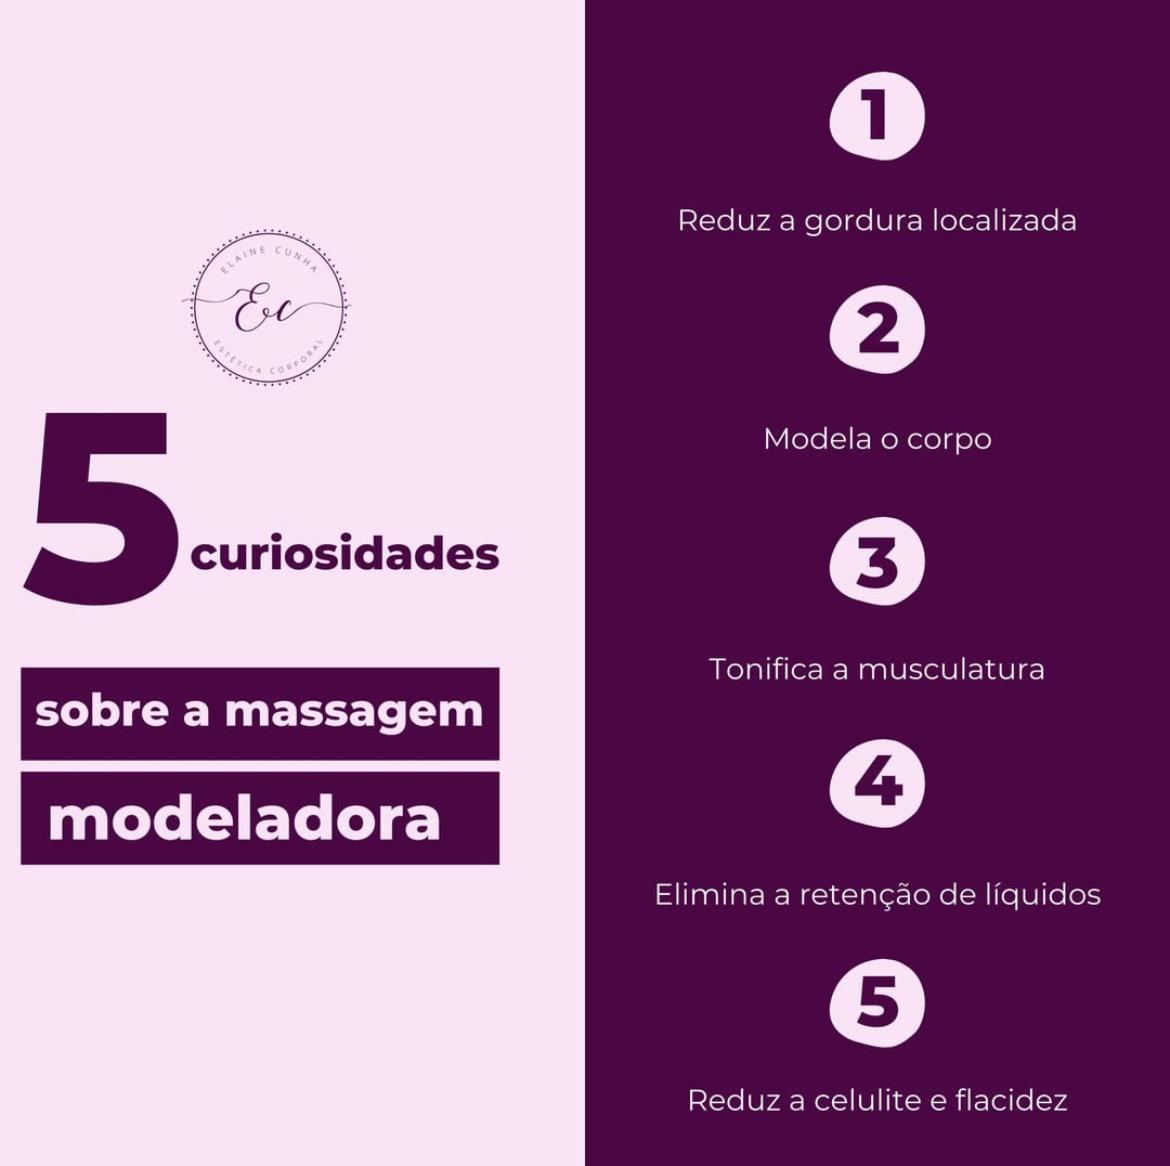 ELAINE CUNHA
Ec
ESTÉTICA CORPORAL
5 curiosidades
sobre a massagem
modeladora
1
Reduz a gordura localizada
2
Modela o corpo
3
Tonifica a musculatura
4
Elimina a retenção de líquidos
5
Reduz a celulite e flacidez